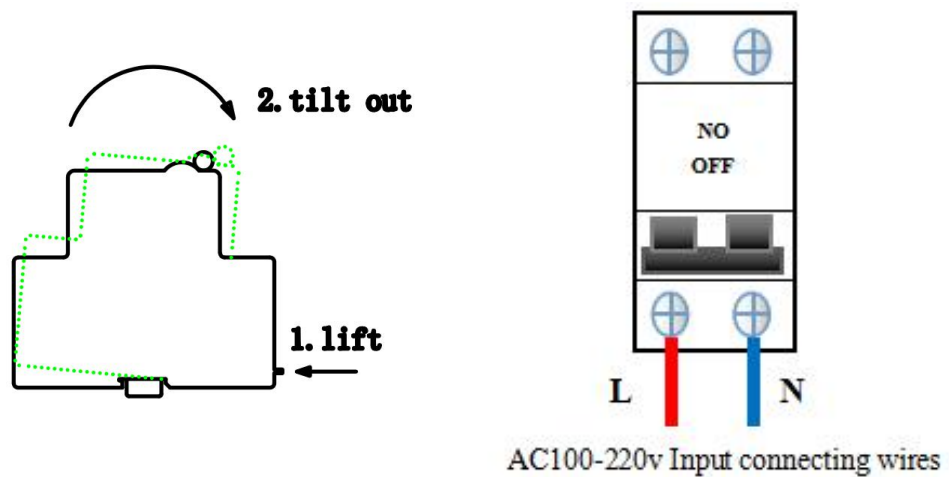 2. tilt out
1. lift
NO
OFF
L
N
AC100-220v Input connecting wires